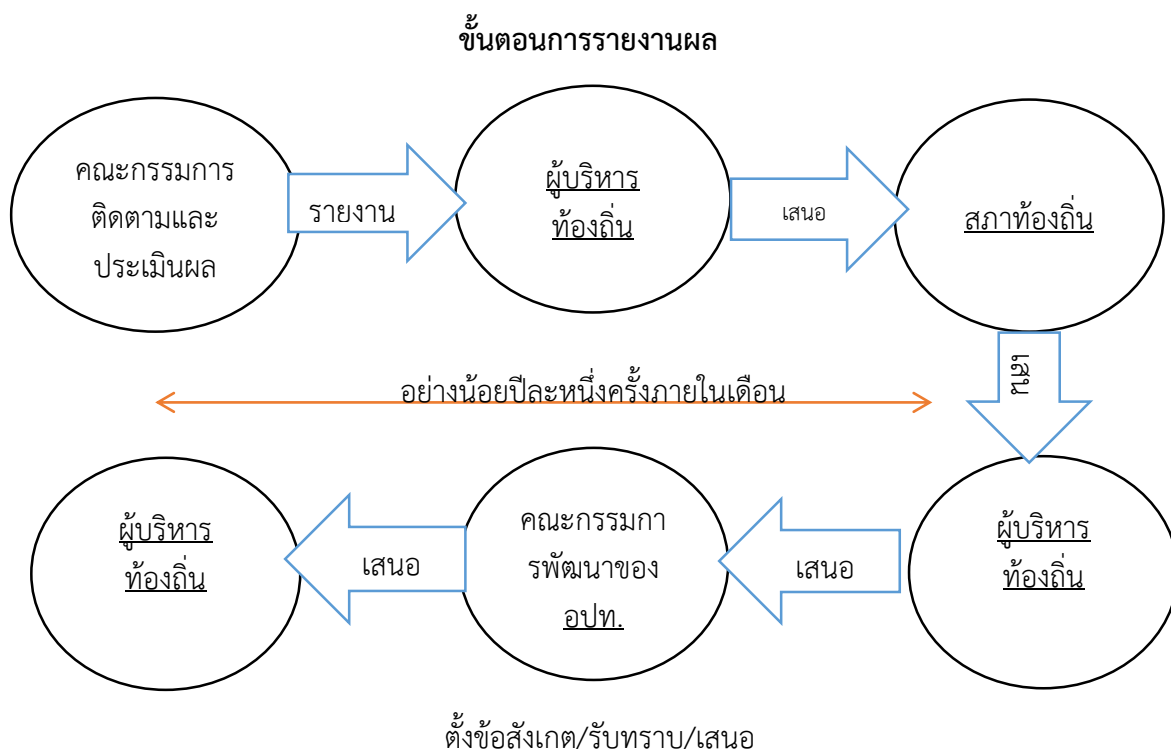 ขั้นตอนการรายงานผล
คณะกรรมการ
ติดตามและ
ประเมินผล
รายงาน
ผู้บริหาร
ท้องถิ่น
เสนอ
สภาท้องถิ่น
เสน
อย่างน้อยปีละหนึ่งครั้งภายในเดือน
ผู้บริหาร
ท้องถิ่น
เสนอ
คณะกรรมกา
รพัฒนาของ
อปท.
เสนอ
ผู้บริหาร
ท้องถิ่น
ตั้งข้อสังเกต/รับทราบ/เสนอ